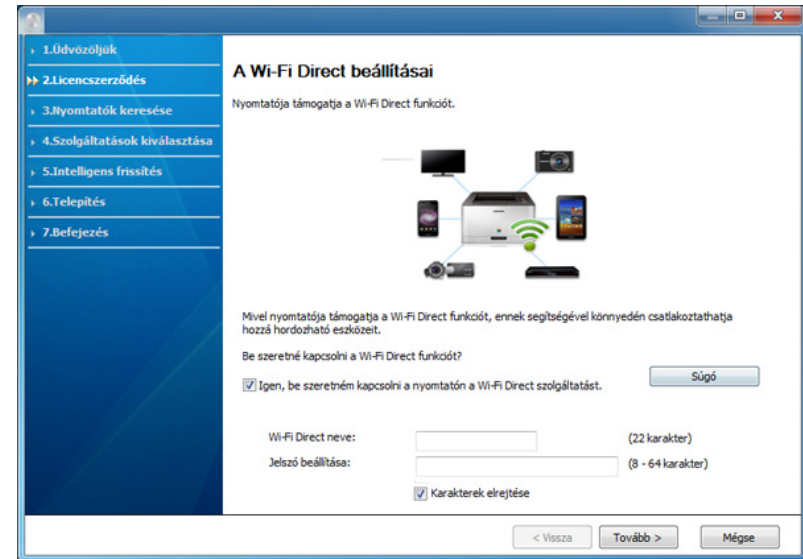 1.Üdvözöljük
2.Licencszerződés
3.Nyomtatók keresése
4.Szolgáltatások kiválasztása
5.Intelligens frissítés
6.Telepítés
7.Befejezés
A Wi-Fi Direct beállításai
Nyomtatója támogatja a Wi-Fi Direct funkciót.
Mivel nyomtatója támogatja a Wi-Fi Direct funkciót, ennek segítségével könnyedén csatlakoztathatja
hozzá hordozható eszközeit.
Be szeretné kapcsolni a Wi-Fi Direct funkciót?
Igen, be szeretném kapcsolni a nyomtatón a Wi-Fi Direct szolgáltatást.
Súgó
Wi-Fi Direct neve: (22 karakter)
Jelszó beállítása: (8 - 64 karakter)
Karakterek elrejtése
< Vissza Tovább > Mégse